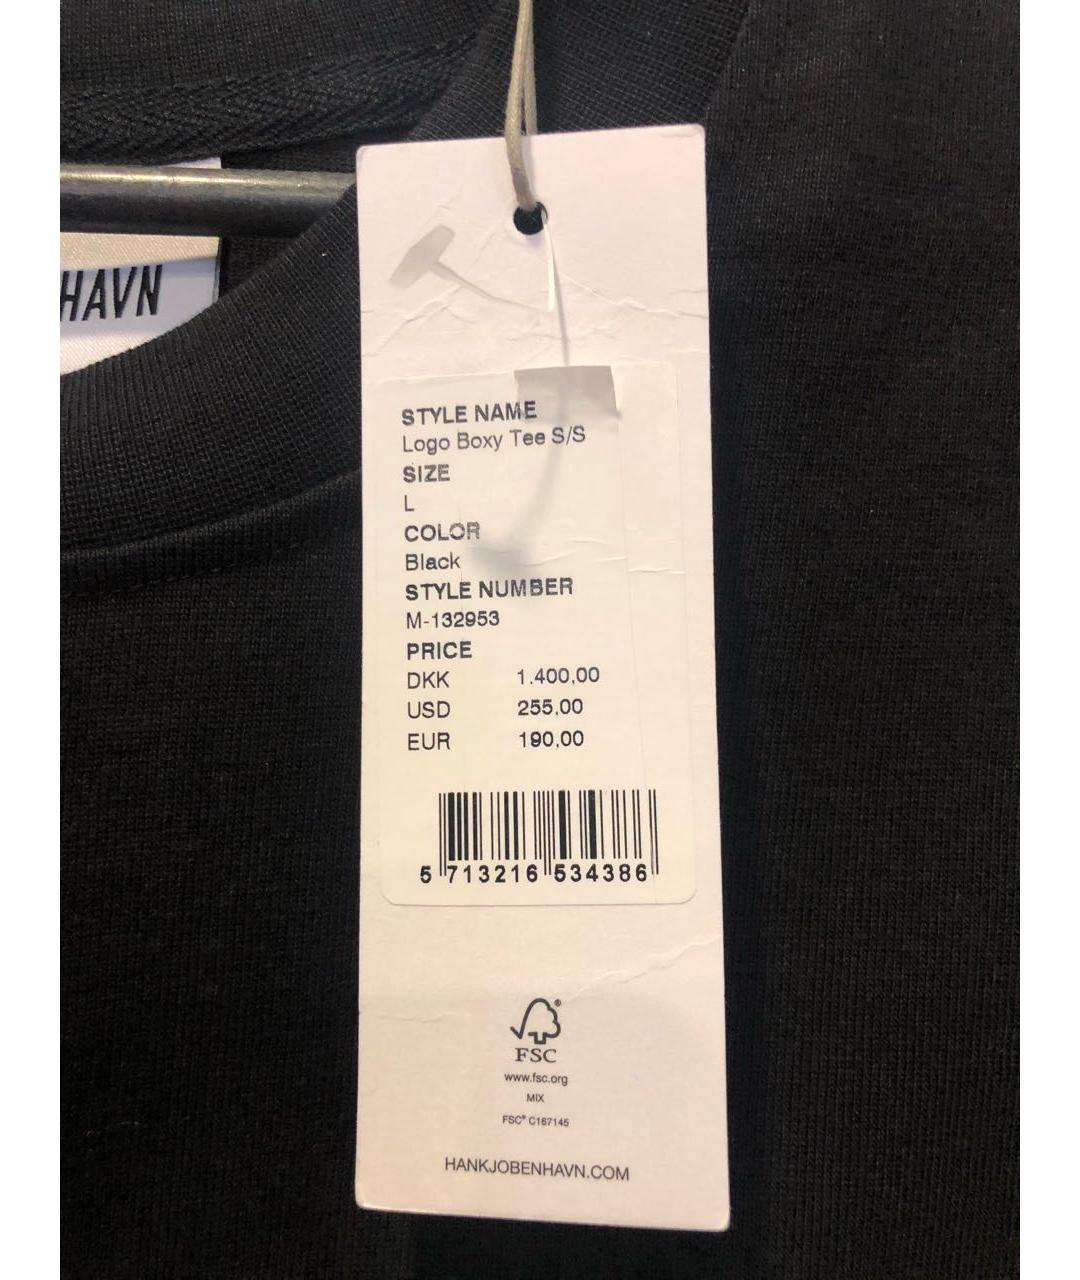 HAVN
STYLE NAME
Logo Boxy Tee S/S
SIZE
L
COLOR
Black
STYLE NUMBER
M-132953
PRICE
DKK 1.400,00
USD 255,00
EUR 190,00
5 713216 534386
FSC®
www.fsc.org
MIX
FSC® C167145
HANKJOBENHAVN.COM